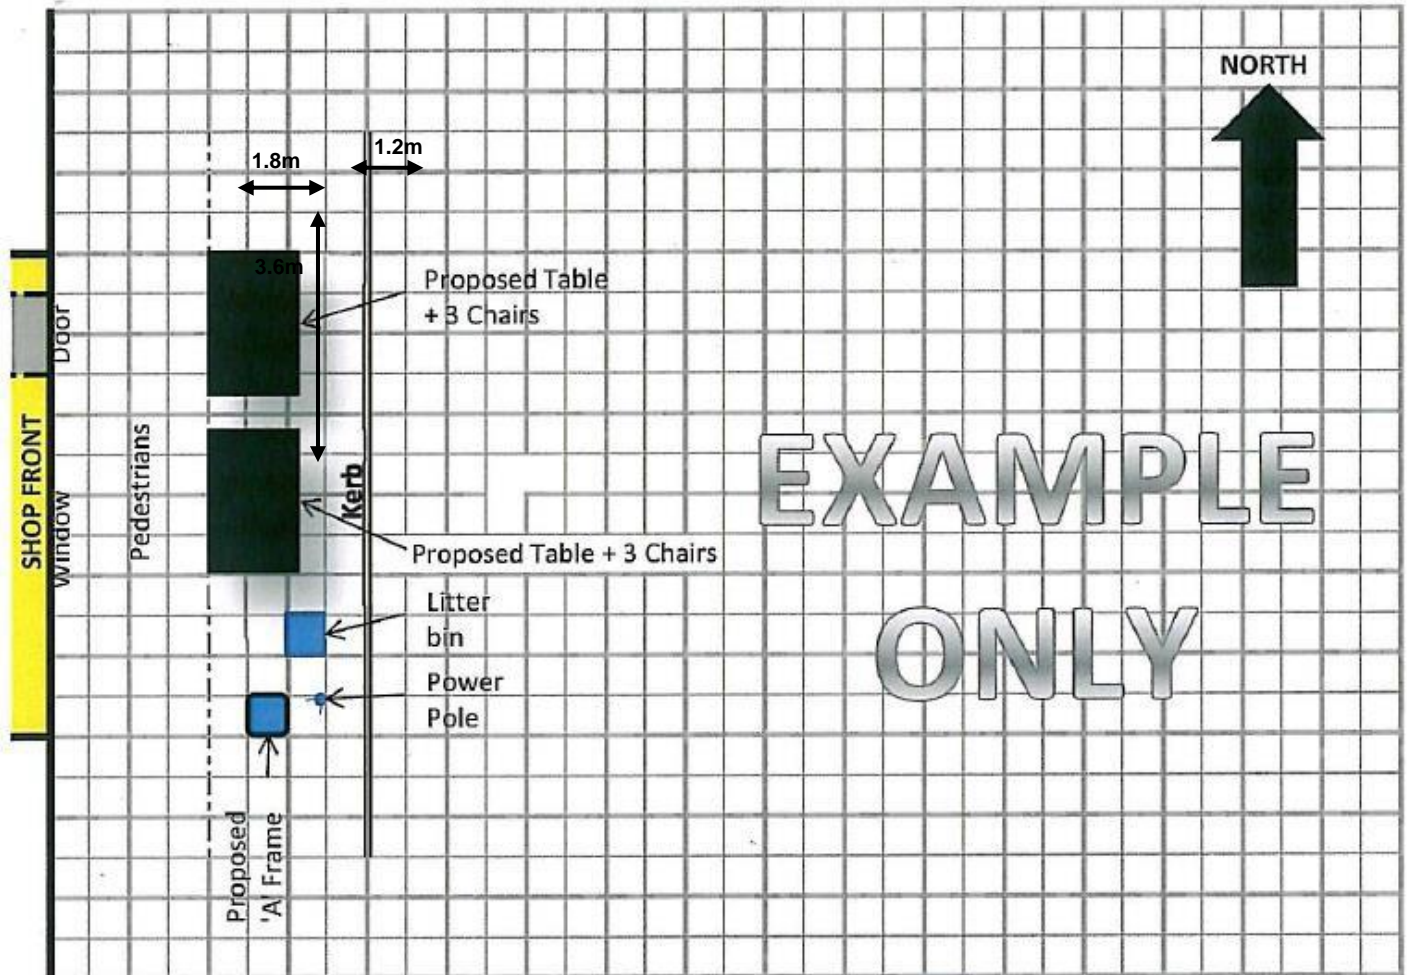 NORTH
1.2m
1.8m
3.6m
Proposed Table
+ 3 Chairs
Door
SHOP FRONT
Window
Pedestrians
Kerb
EXAMPLE
ONLY
Proposed Table + 3 Chairs
Litter
bin
Power
Pole
Proposed
'A' Frame